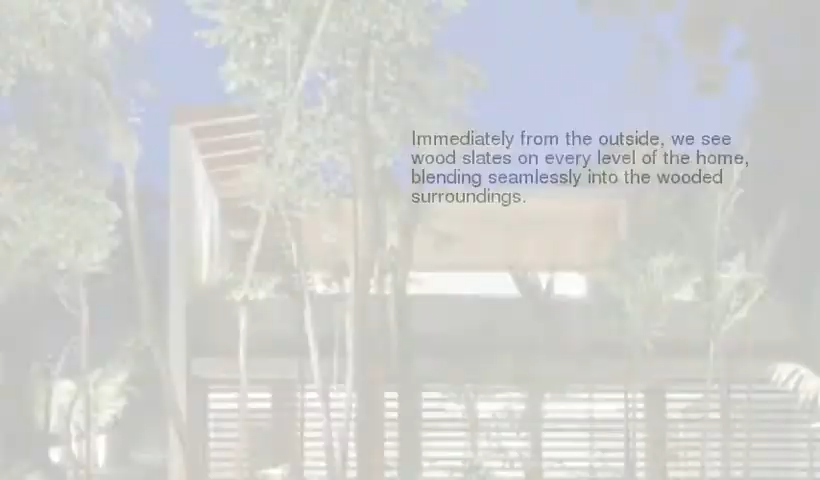 Immediately from the outside, we see
wood slates on every level of the home,
blending seamlessly into the wooded
surroundings.